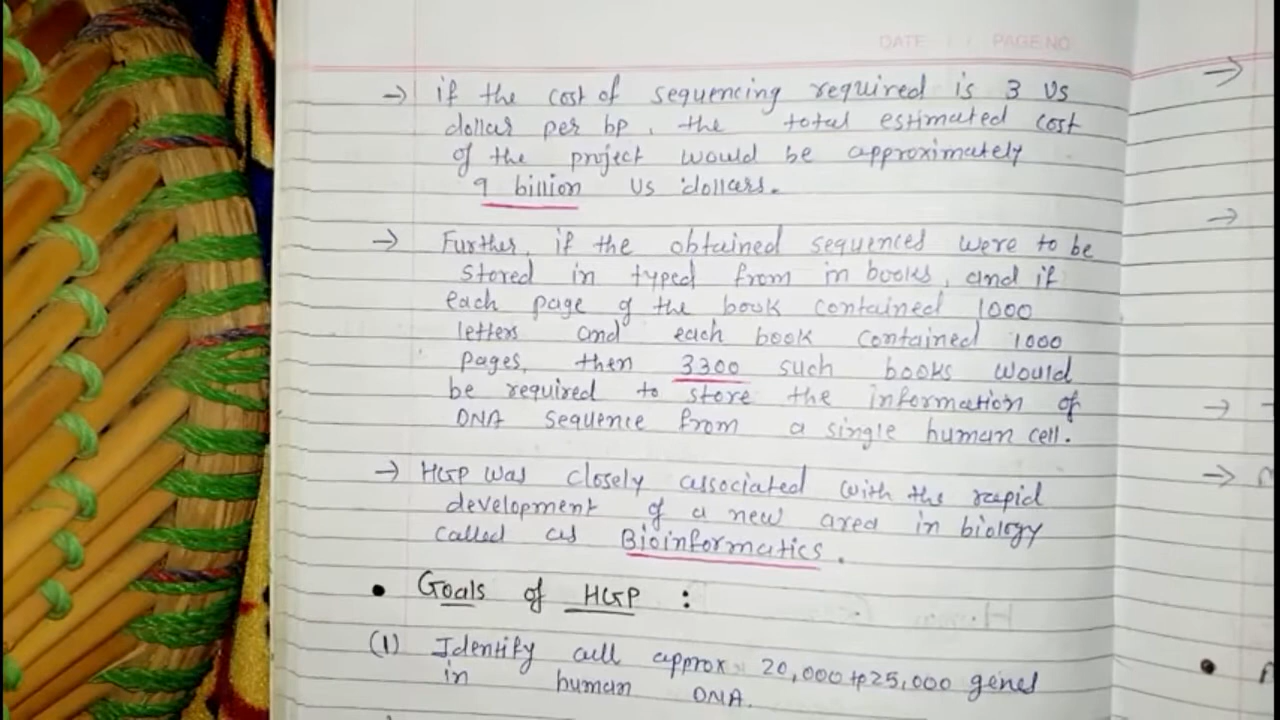 DATE PAGE NO
→ if the cost of sequencing required is 3 US
dollar per bp, the total estimated cost
of the project would be approximately
9 billion US dollars.
→ Further, if the obtained sequences were to be
stored in typed from in books, and if
each page of the book contained 1000
letters and each book contained 1000
pages, then 3300 such books would
be required to store the information of
DNA sequence from a single human cell.
→ HGP was closely associated with the rapid
development of a new area in biology
called as Bioinformatics.
• Goals of HGP :
(1) Identify all approx 20,000 to 25,000 genes
in human DNA.